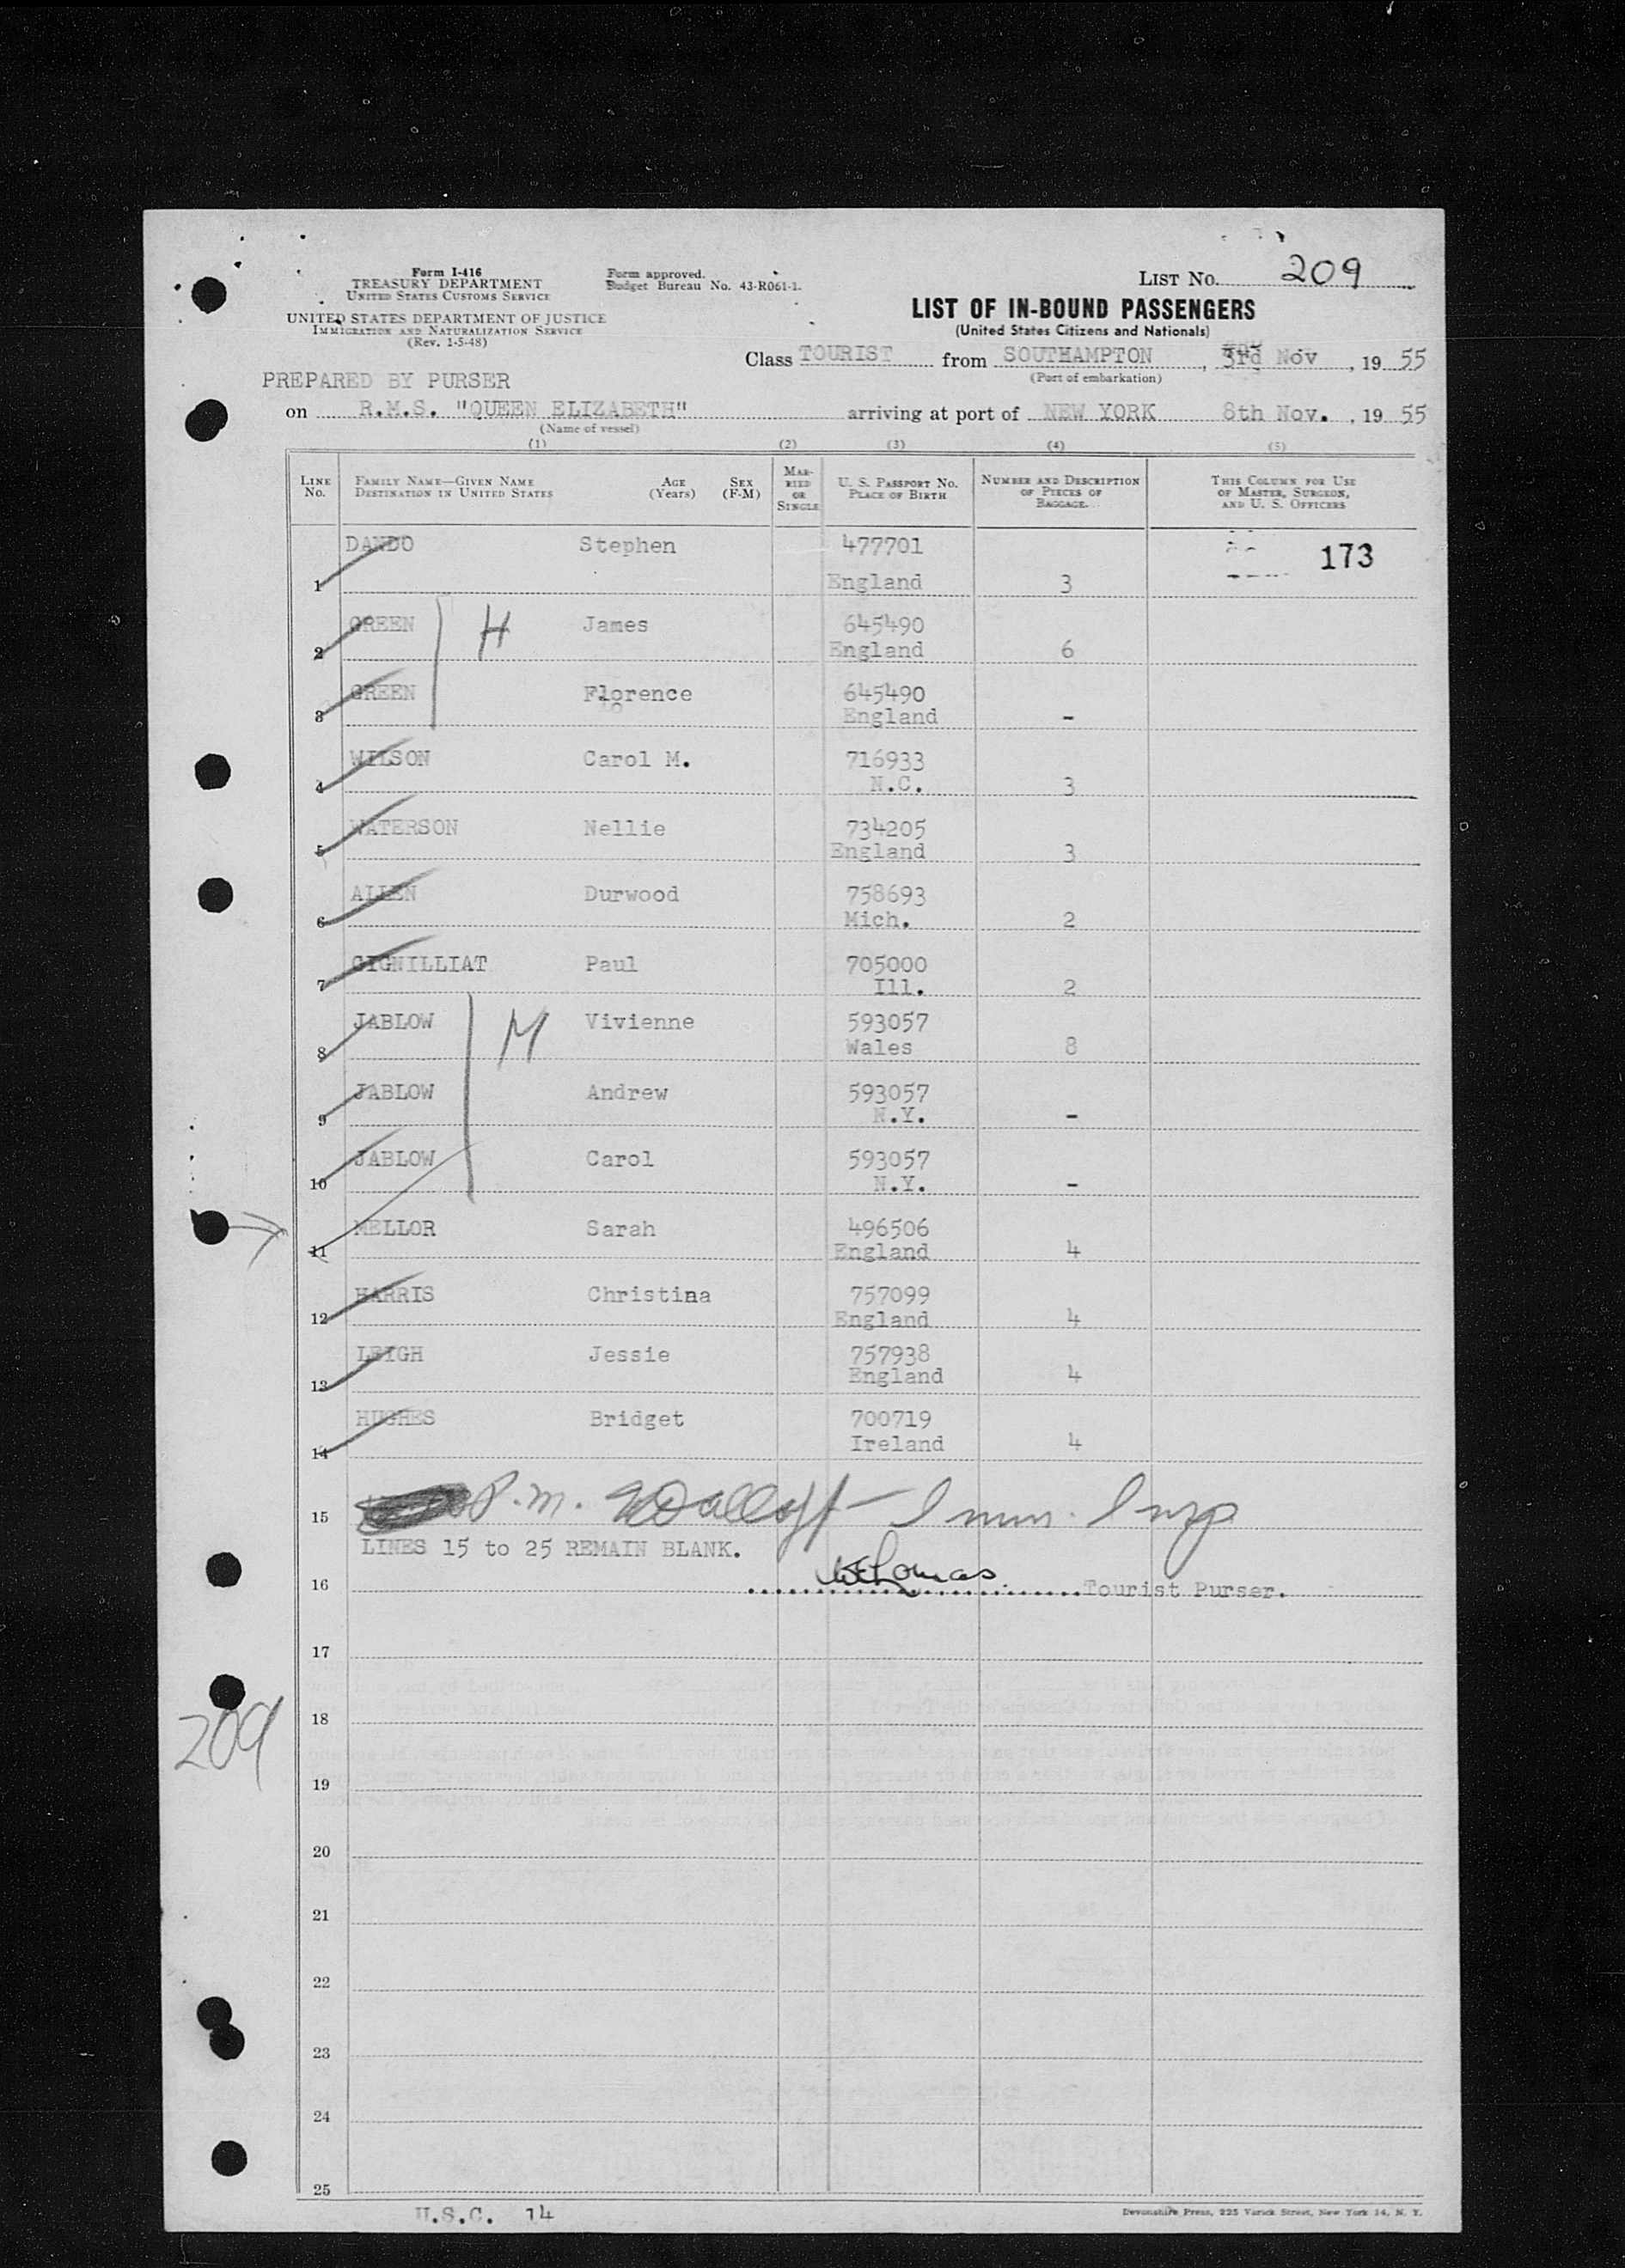 Form I-416
TREASURY DEPARTMENT
UNITED STATES CUSTOMS SERVICE
UNITED STATES DEPARTMENT OF JUSTICE
IMMIGRATION AND NATURALIZATION SERVICE
(Rev. 1-5-48)
Form approved.
Budget Bureau No. 43-R061-1.
LIST No. 209
LIST OF IN-BOUND PASSENGERS
(United States Citizens and Nationals)
Class TOURIST from SOUTHAMPTON, 3rd Nov, 19 55
(Port of embarkation)
PREPARED BY PURSER
on R.M.S. "QUEEN ELIZABETH" arriving at port of NEW YORK 8th Nov., 19 55
(Name of vessel)
(1) (2) (3) (4) (5)
LINE No. FAMILY NAME—GIVEN NAME DESTINATION IN UNITED STATES AGE (Years) SEX (F-M) MARRIED OR SINGLE U. S. PASSPORT No. PLACE OF BIRTH NUMBER AND DESCRIPTION OF PIECES OF BAGGAGE THIS COLUMN FOR USE OF MASTER, SURGEON, AND U. S. OFFICERS
DANDO Stephen 477701 173
1 England 3
GREEN H James 645490
2 England 6
GREEN Florence 645490
3 England -
WILSON Carol M. 716933
4 N.C. 3
WATERSON Nellie 734205
5 England 3
ALLEN Durwood 758693
6 Mich. 2
GIGNILLIAT Paul 705000
7 Ill. 2
JABLOW M Vivienne 593057
8 Wales 8
JABLOW Andrew 593057
9 N.Y. -
JABLOW Carol 593057
10 N.Y. -
MELLOR Sarah 496506
11 England 4
HARRIS Christina 757099
12 England 4
LEIGH Jessie 757938
13 England 4
HUGHES Bridget 700719
14 Ireland 4
15 P.M. Imm. Insp
LINES 15 to 25 REMAIN BLANK.
16 Tourist Purser.
17
209
18
19
20
21
22
23
24
25
U.S.C. 14
Devonshire Press, 225 Varick Street, New York 14, N. Y.